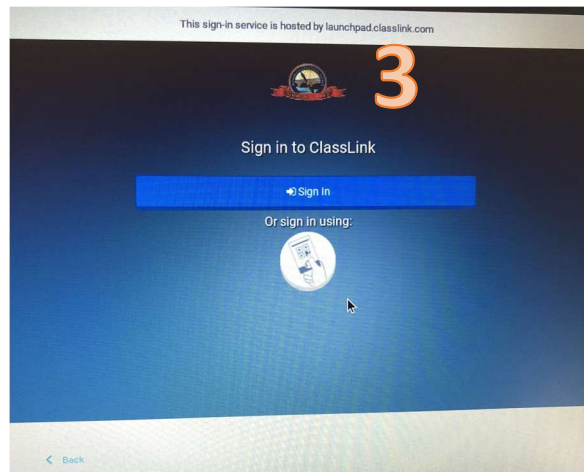 This sign-in service is hosted by launchpad.classlink.com
3
Sign in to ClassLink
Sign In
Or sign in using:
Back